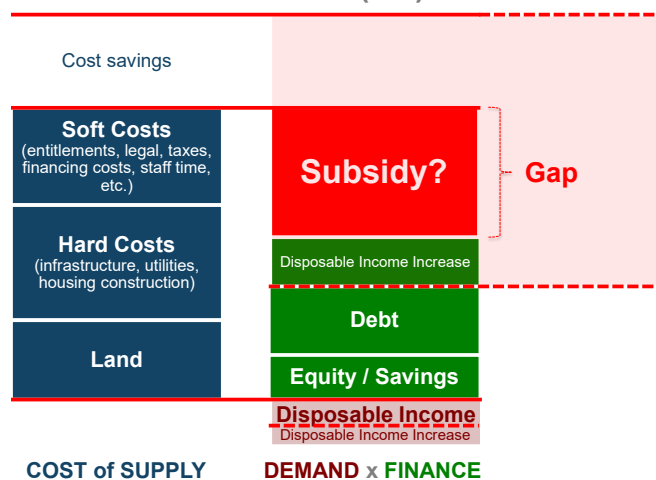 Cost savings
Soft Costs
(entitlements, legal, taxes,
financing costs, staff time,
etc.)
Hard Costs
(infrastructure, utilities,
housing construction)
Land
Subsidy?
Gap
Disposable Income Increase
Debt
Equity / Savings
Disposable Income
Disposable Income Increase
COST of SUPPLY
DEMAND x FINANCE